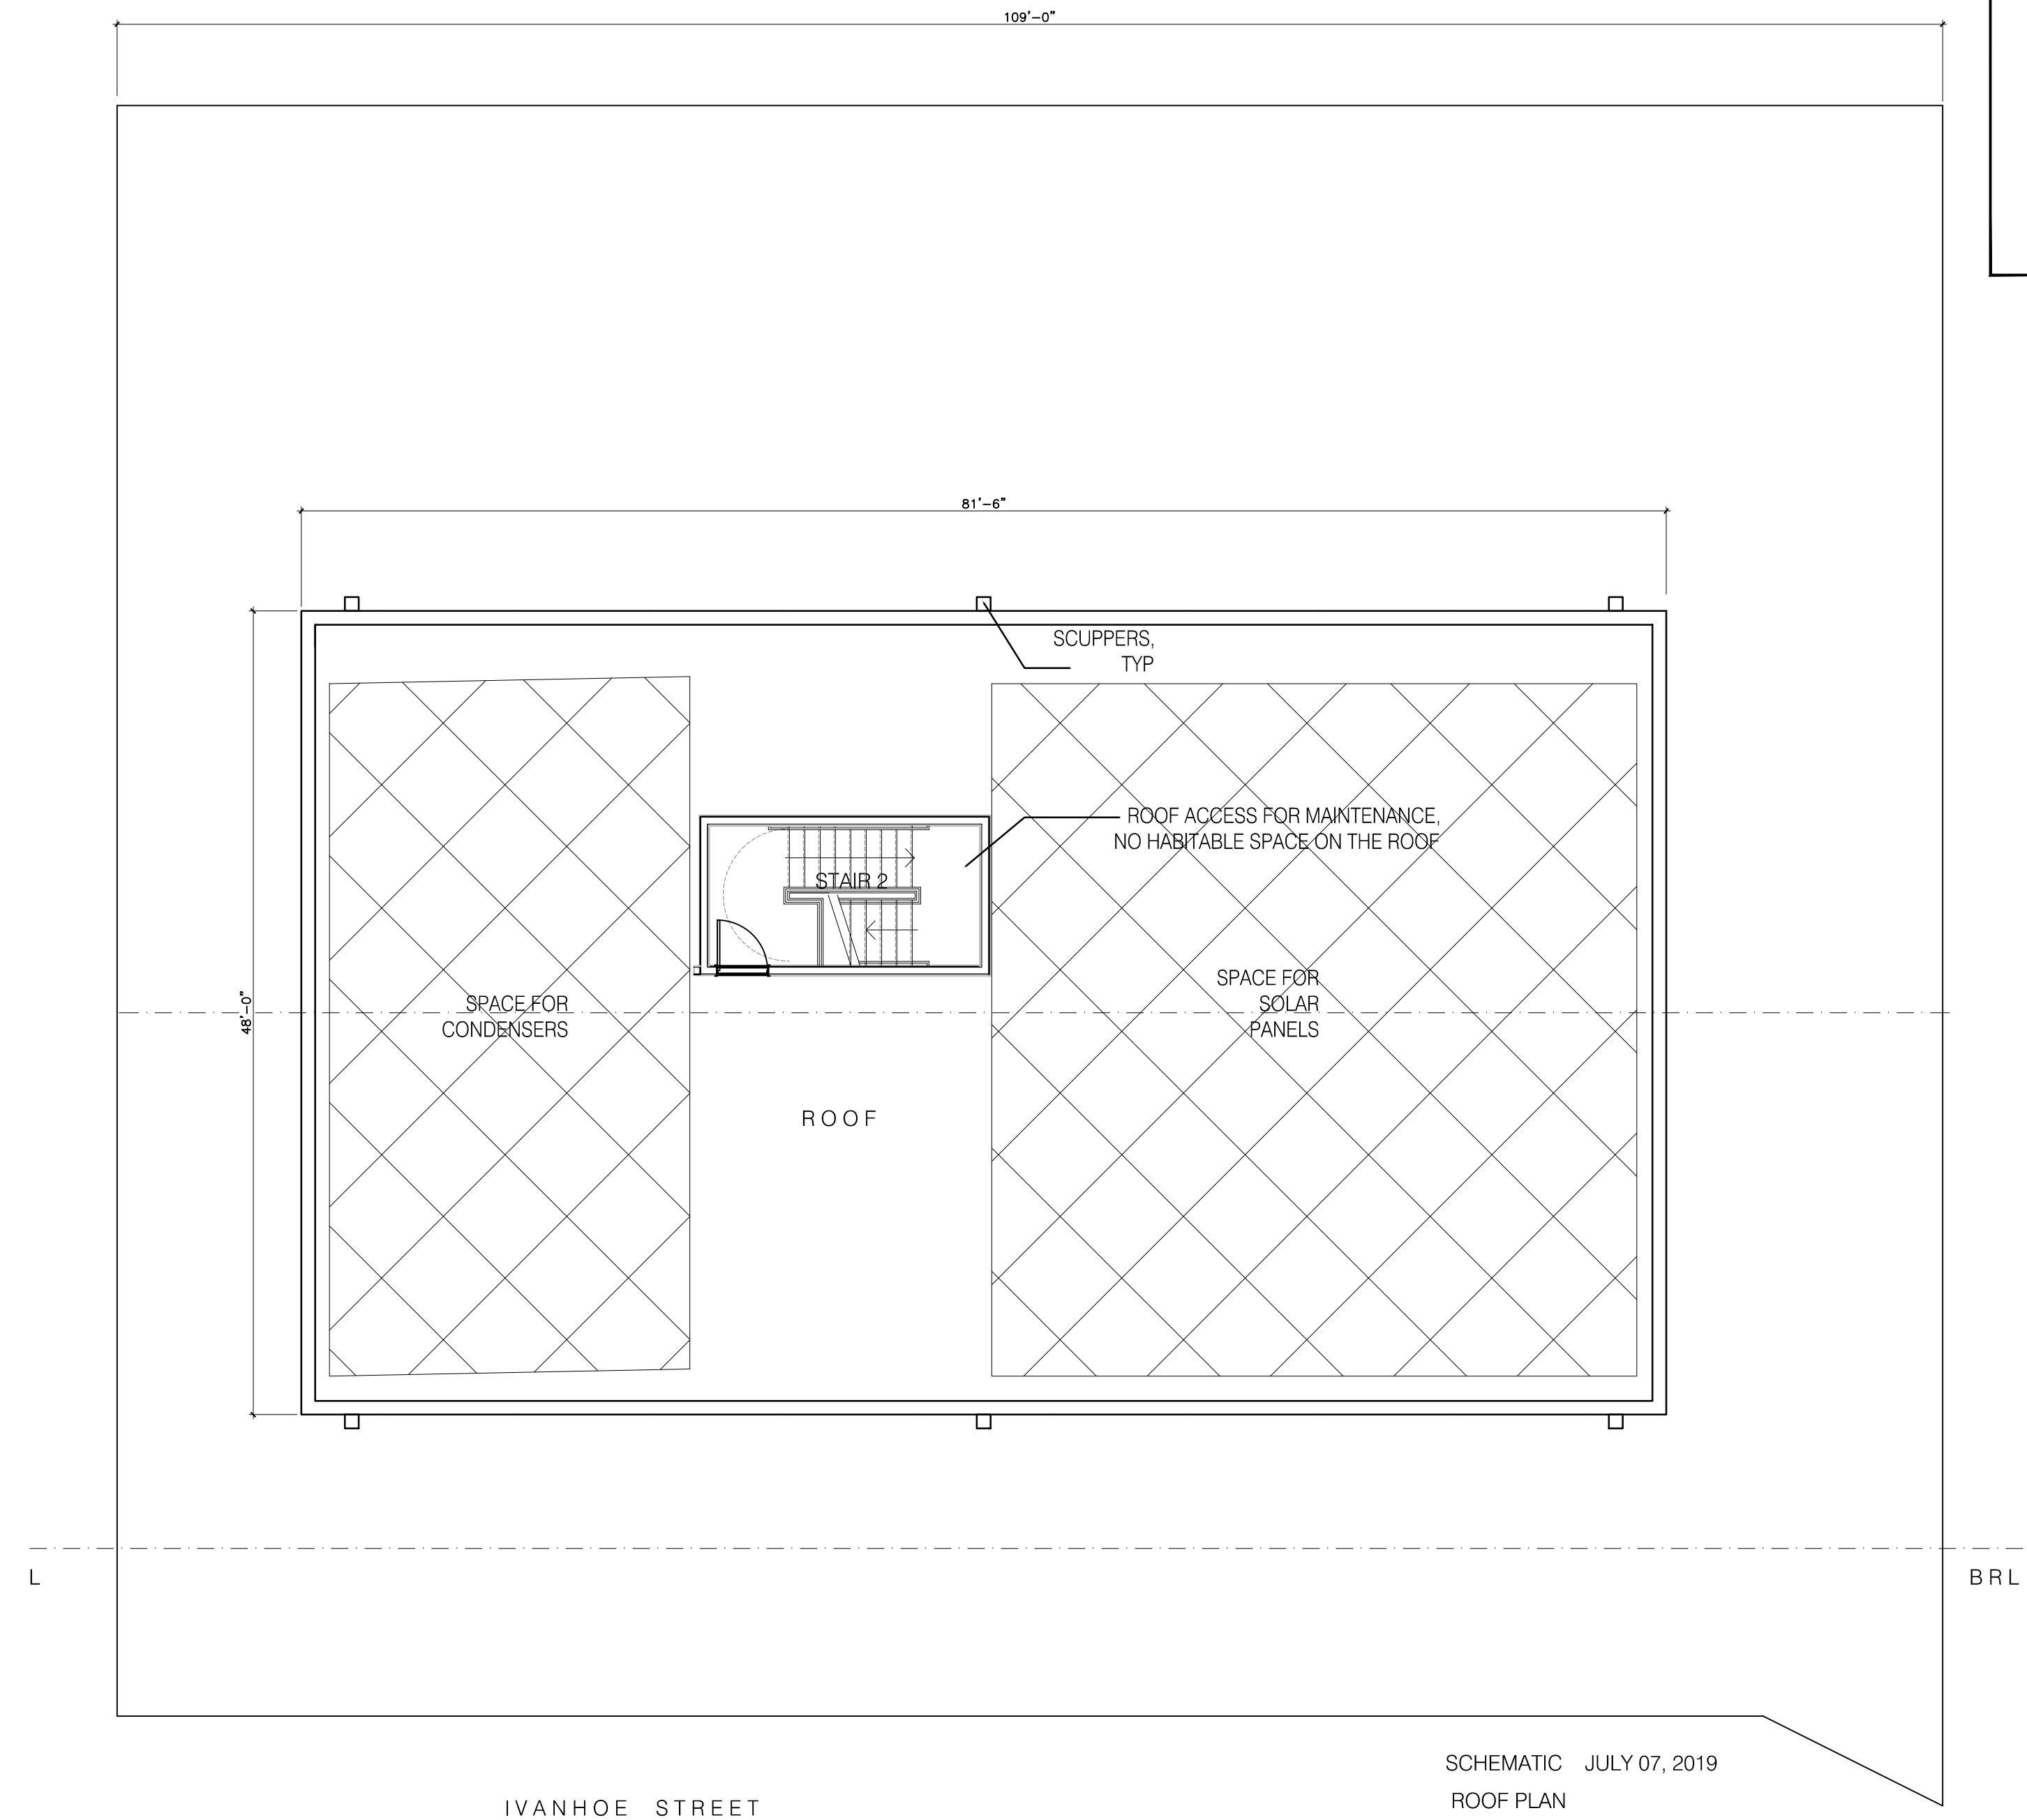 109'-0"
81'-6"
SCUPPERS,
TYP
ROOF ACCESS FOR MAINTENANCE,
NO HABITABLE SPACE ON THE ROOF
STAIR 2
SPACE FOR
SOLAR
PANELS
SPACE FOR
CONDENSERS
48'-0"
ROOF
L
BRL
SCHEMATIC JULY 07, 2019
ROOF PLAN
IVANHOE STREET